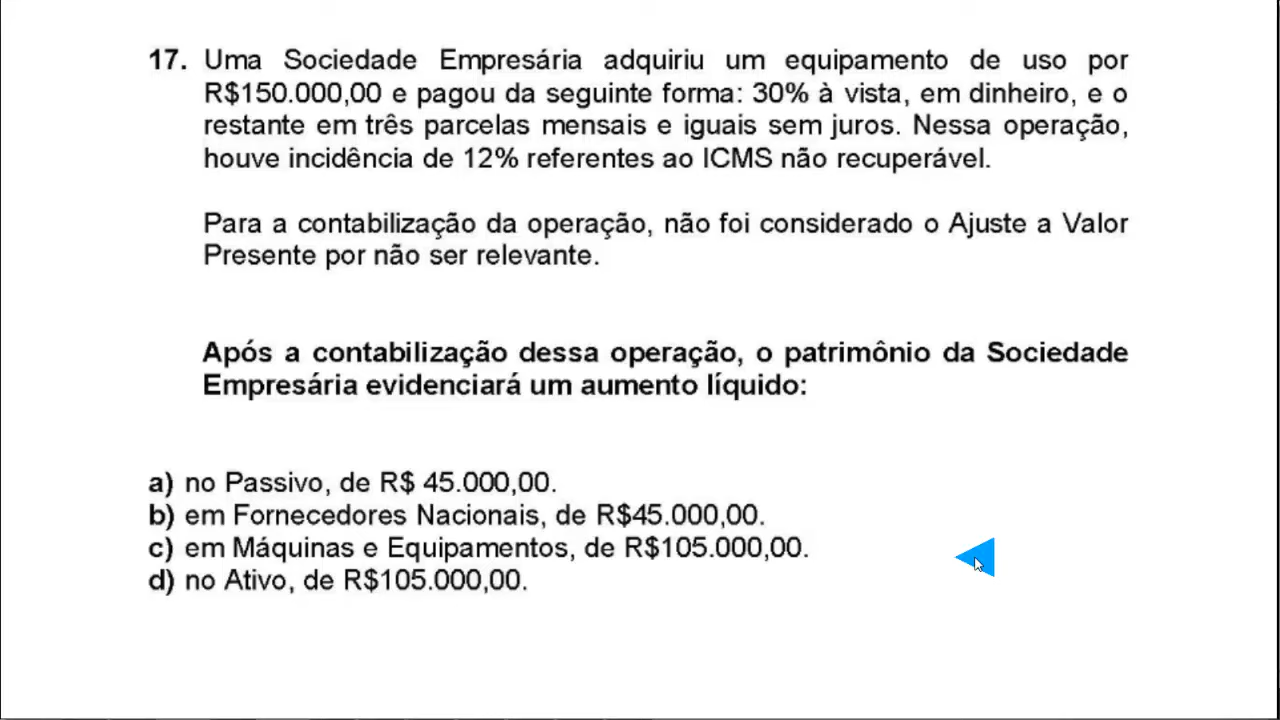 17. Uma Sociedade Empresária adquiriu um equipamento de uso por
R$150.000,00 e pagou da seguinte forma: 30% à vista, em dinheiro, e o
restante em três parcelas mensais e iguais sem juros. Nessa operação,
houve incidência de 12% referentes ao ICMS não recuperável.
Para a contabilização da operação, não foi considerado o Ajuste a Valor
Presente por não ser relevante.
Após a contabilização dessa operação, o patrimônio da Sociedade
Empresária evidenciará um aumento líquido:
a) no Passivo, de R$ 45.000,00.
b) em Fornecedores Nacionais, de R$45.000,00.
c) em Máquinas e Equipamentos, de R$105.000,00.
d) no Ativo, de R$105.000,00.